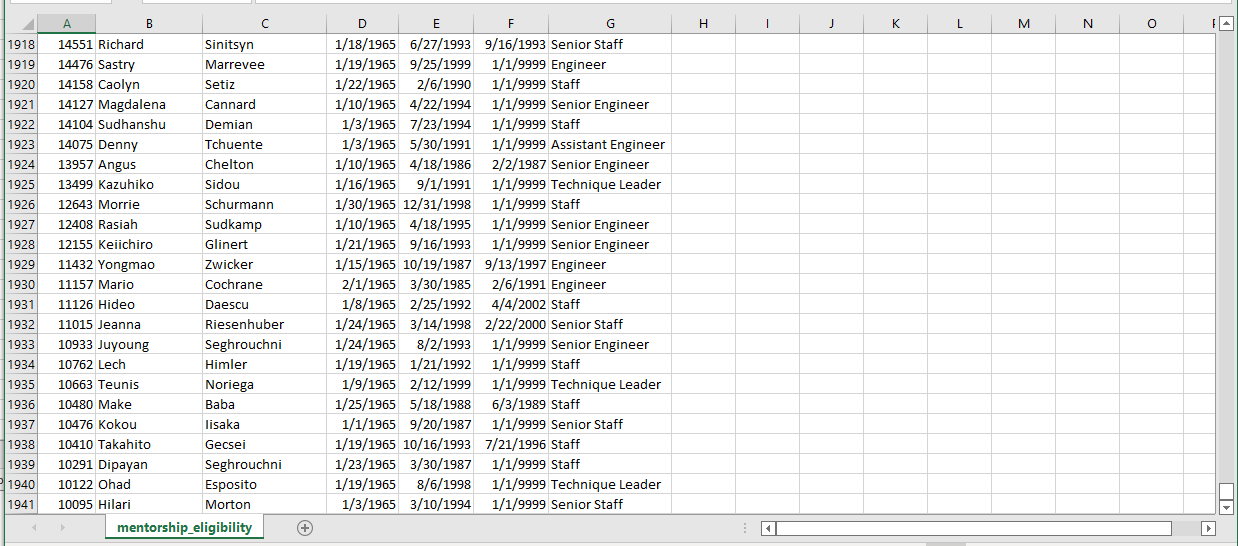 A B C D E F G H I J K L M N O
1918 14551 Richard Sinitsyn 1/18/1965 6/27/1993 9/16/1993 Senior Staff
1919 14476 Sastry Marrevee 1/19/1965 9/25/1999 1/1/9999 Engineer
1920 14158 Caolyn Setiz 1/22/1965 2/6/1990 1/1/9999 Staff
1921 14127 Magdalena Cannard 1/10/1965 4/22/1994 1/1/9999 Senior Engineer
1922 14104 Sudhanshu Demian 1/3/1965 7/23/1994 1/1/9999 Staff
1923 14075 Denny Tchuente 1/3/1965 5/30/1991 1/1/9999 Assistant Engineer
1924 13957 Angus Chelton 1/10/1965 4/18/1986 2/2/1987 Senior Engineer
1925 13499 Kazuhiko Sidou 1/16/1965 9/1/1991 1/1/9999 Technique Leader
1926 12643 Morrie Schurmann 1/30/1965 12/31/1998 1/1/9999 Staff
1927 12408 Rasiah Sudkamp 1/10/1965 4/18/1995 1/1/9999 Senior Engineer
1928 12155 Keiichiro Glinert 1/21/1965 9/16/1993 1/1/9999 Senior Engineer
1929 11432 Yongmao Zwicker 1/15/1965 10/19/1987 9/13/1997 Engineer
1930 11157 Mario Cochrane 2/1/1965 3/30/1985 2/6/1991 Engineer
1931 11126 Hideo Daescu 1/8/1965 2/25/1992 4/4/2002 Staff
1932 11015 Jeanna Riesenhuber 1/24/1965 3/14/1998 2/22/2000 Senior Staff
1933 10933 Juyoung Seghrouchni 1/24/1965 8/2/1993 1/1/9999 Senior Engineer
1934 10762 Lech Himler 1/19/1965 1/21/1992 1/1/9999 Staff
1935 10663 Teunis Noriega 1/9/1965 2/12/1999 1/1/9999 Technique Leader
1936 10480 Make Baba 1/25/1965 5/18/1988 6/3/1989 Staff
1937 10476 Kokou Iisaka 1/1/1965 9/20/1987 1/1/9999 Senior Staff
1938 10410 Takahito Gecsei 1/19/1965 10/16/1993 7/21/1996 Staff
1939 10291 Dipayan Seghrouchni 1/23/1965 3/30/1987 1/1/9999 Staff
1940 10122 Ohad Esposito 1/19/1965 8/6/1998 1/1/9999 Technique Leader
1941 10095 Hilari Morton 1/3/1965 3/10/1994 1/1/9999 Senior Staff
mentorship_eligibility